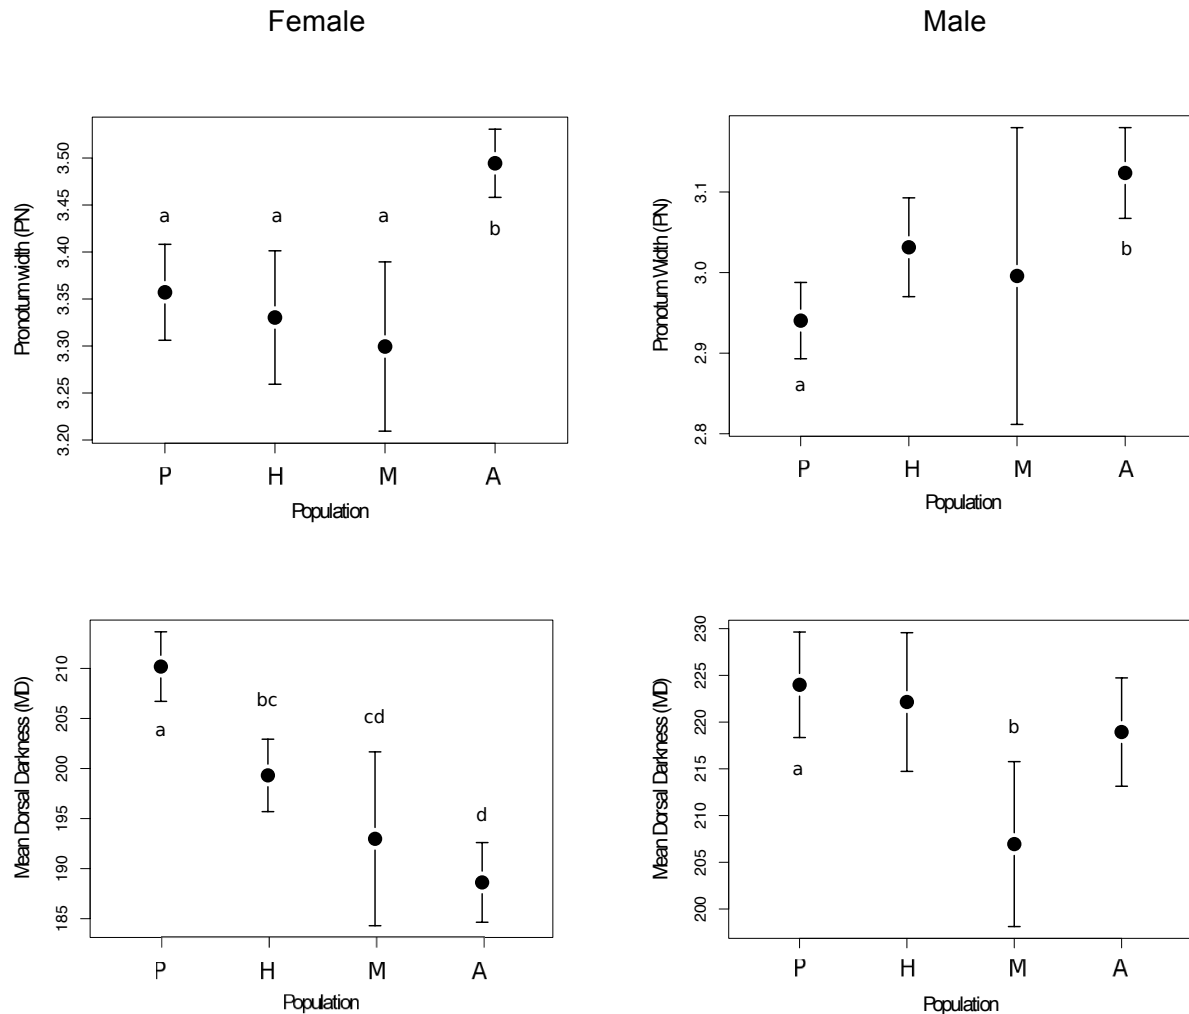 Female
Male
Pronotum width (PN)
3.20 3.25 3.30 3.35 3.40 3.45 3.50
a a a b
P H M A
Population
Pronotum Width (PN)
2.8 2.9 3.0 3.1
a b
P H M A
Population
Mean Dorsal Darkness (MD)
185 190 195 200 205 210
a bc cd d
P H M A
Population
Mean Dorsal Darkness (MD)
200 205 210 215 220 225 230
a b
P H M A
Population